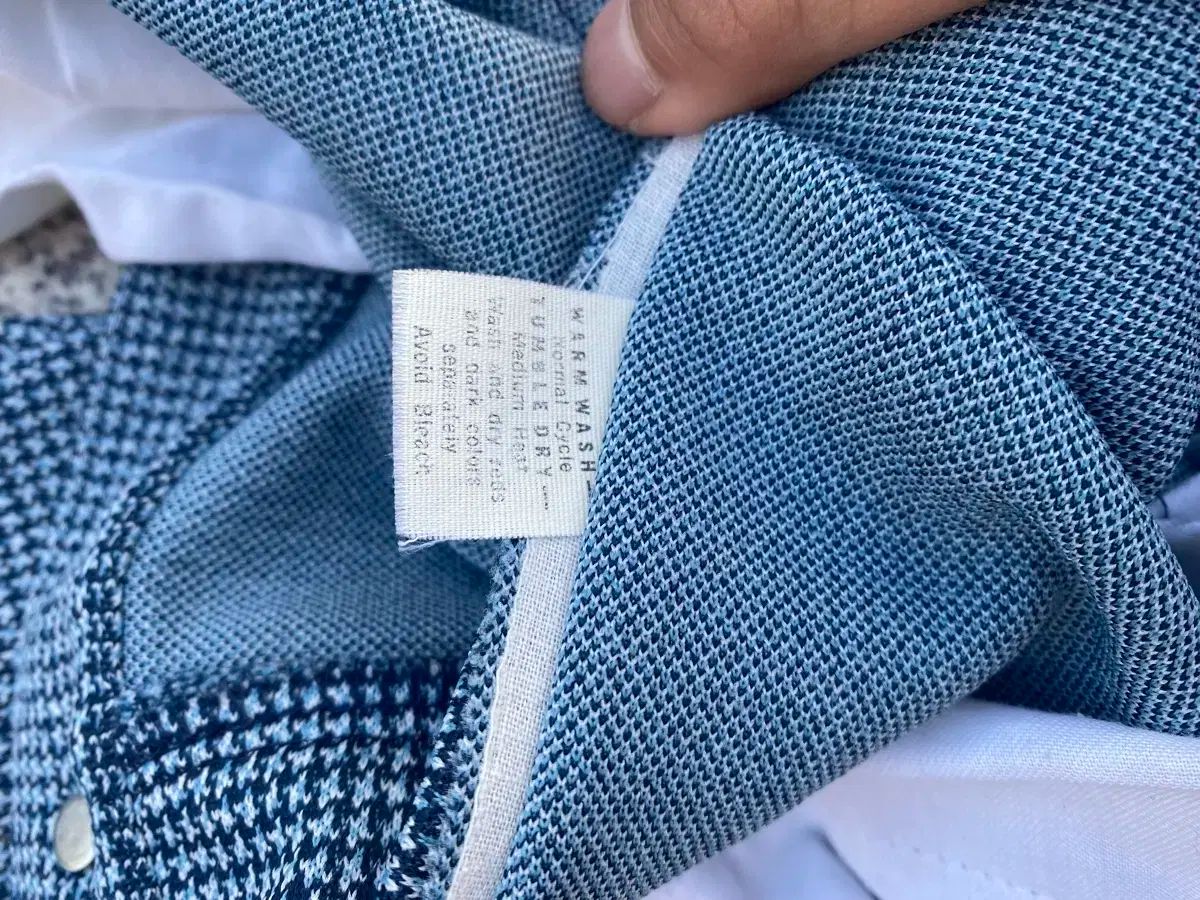 WARM WASH
Normal Cycle
TUMBLE DRY
Medium Heat
Wash and dry reds
and dark colors
separately
Avoid Bleach